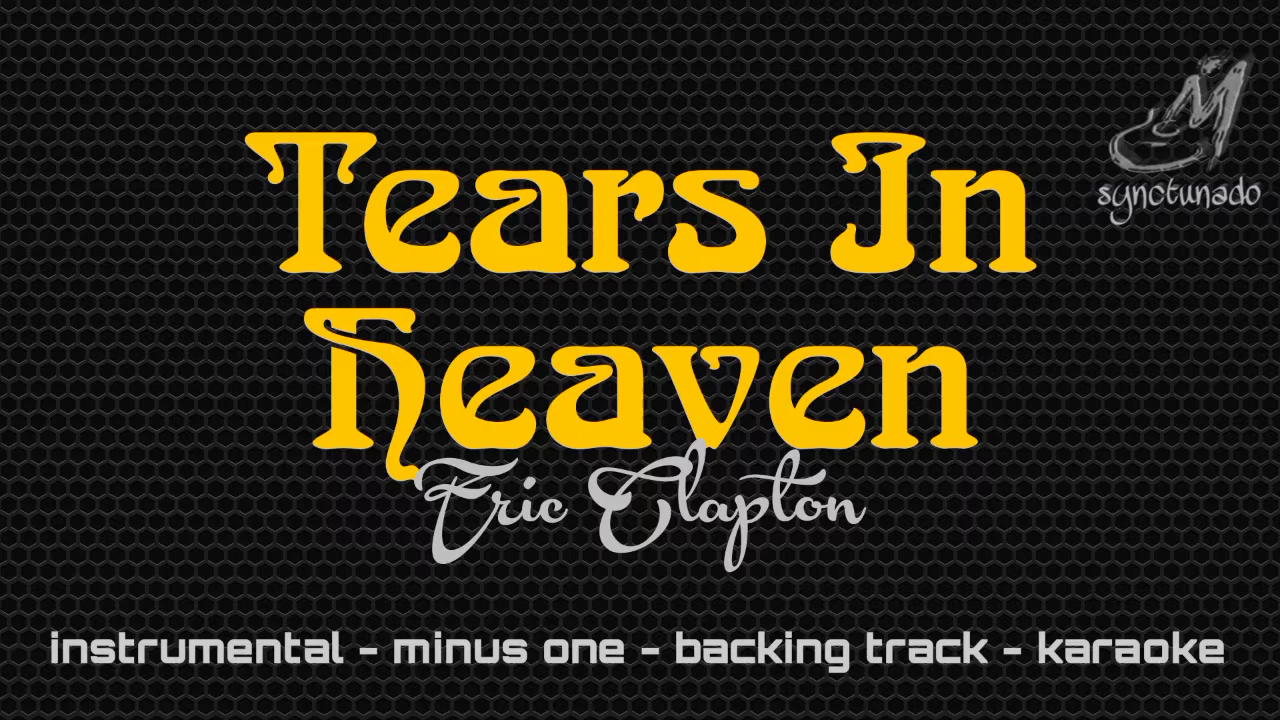 synctunado
Tears In
Heaven
Eric Clapton
instrumental - minus one - backing track - karaoke